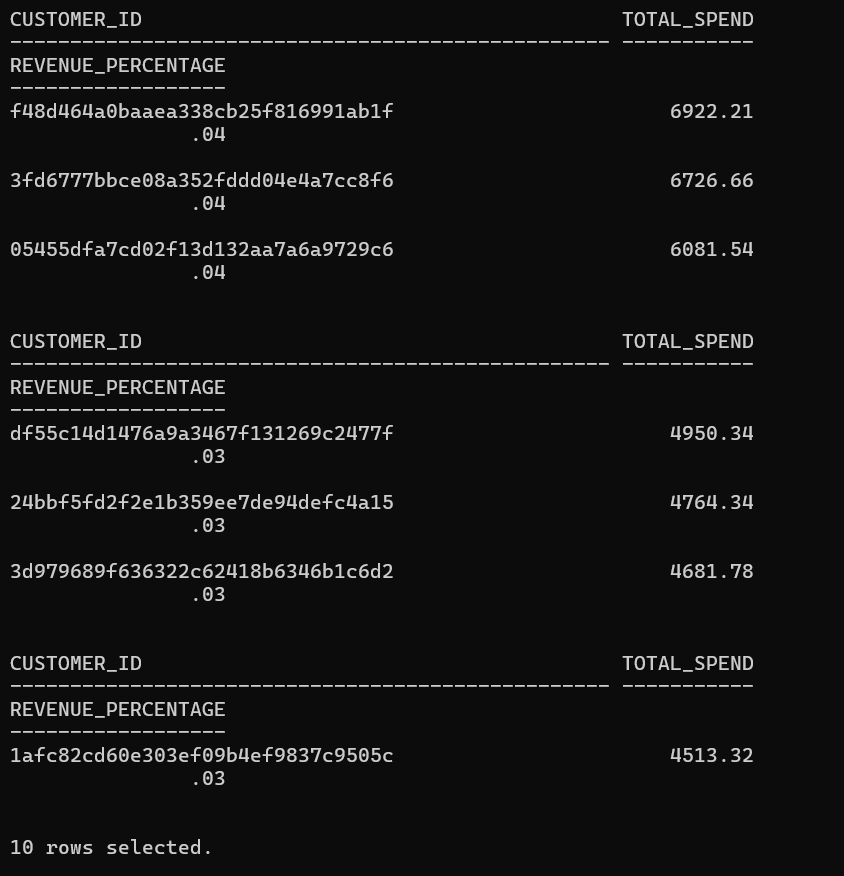 CUSTOMER_ID TOTAL_SPEND
-------------------------------------------------- -----------
REVENUE_PERCENTAGE
------------------
f48d464a0baaea338cb25f816991ab1f 6922.21
.04
3fd6777bbce08a352fddd04e4a7cc8f6 6726.66
.04
05455dfa7cd02f13d132aa7a6a9729c6 6081.54
.04
CUSTOMER_ID TOTAL_SPEND
-------------------------------------------------- -----------
REVENUE_PERCENTAGE
------------------
df55c14d1476a9a3467f131269c2477f 4950.34
.03
24bbf5fd2f2e1b359ee7de94defc4a15 4764.34
.03
3d979689f636322c62418b6346b1c6d2 4681.78
.03
CUSTOMER_ID TOTAL_SPEND
-------------------------------------------------- -----------
REVENUE_PERCENTAGE
------------------
1afc82cd60e303ef09b4ef9837c9505c 4513.32
.03
10 rows selected.